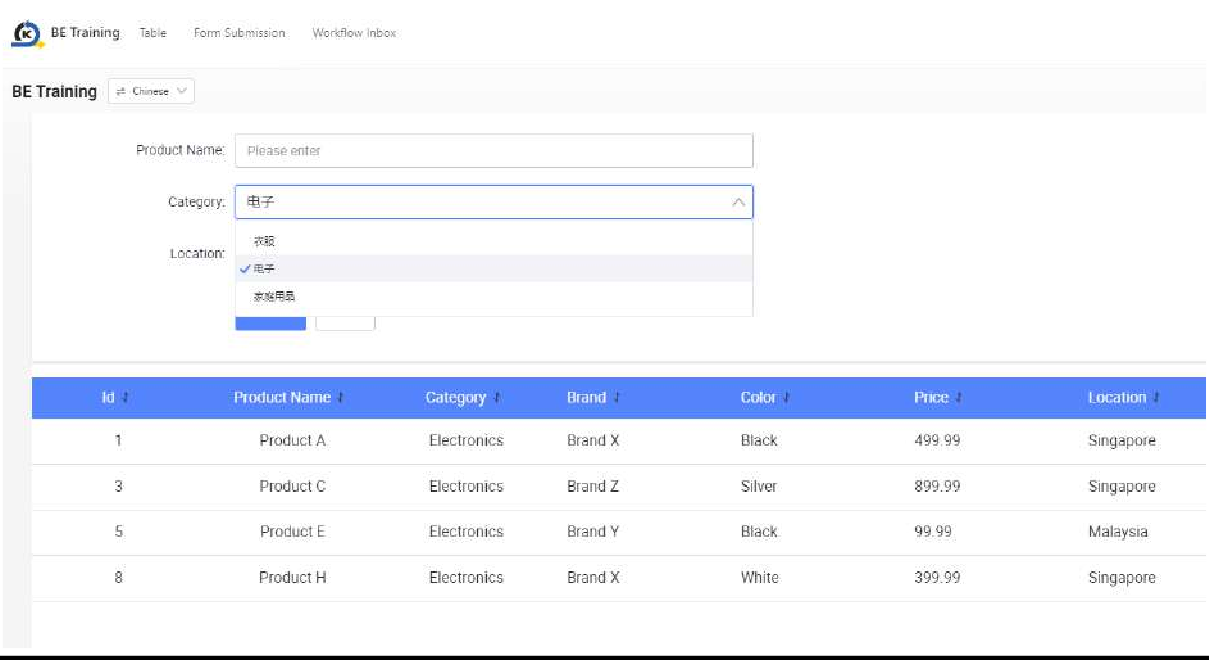 BE Training Table Form Submission Workflow Inbox
BE Training Chinese
Product Name: Please enter
Category: 电子
衣服
Location:
电子
家庭用品
Id Product Name Category Brand Color Price Location
1 Product A Electronics Brand X Black 499.99 Singapore
3 Product C Electronics Brand Z Silver 899.99 Singapore
5 Product E Electronics Brand Y Black 99.99 Malaysia
8 Product H Electronics Brand X White 399.99 Singapore